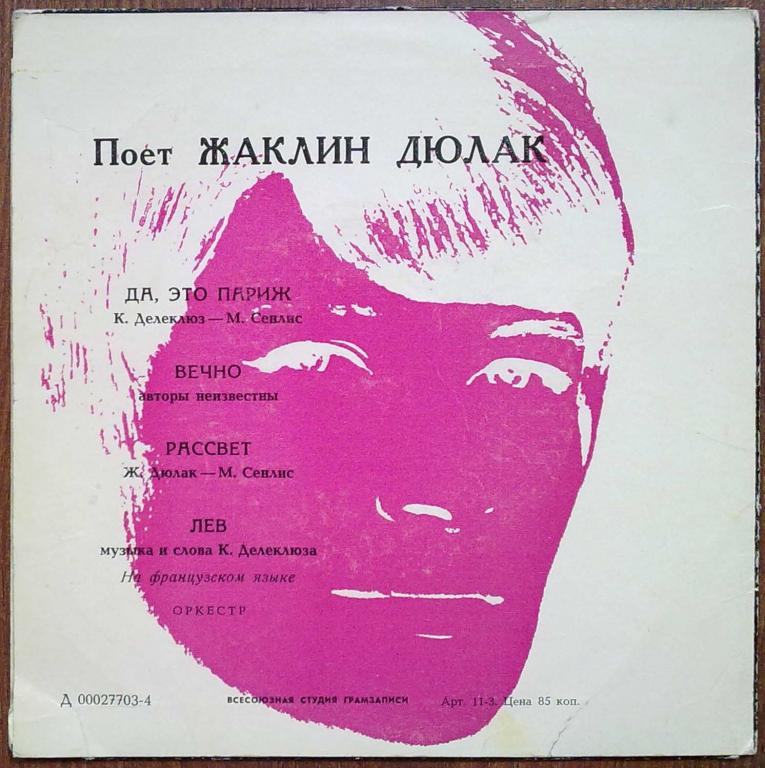 Поет ЖАКЛИН ДЮЛАК
ДА, ЭТО ПАРИЖ
К. Делеклюз — М. Сенлис
ВЕЧНО
авторы неизвестны
РАССВЕТ
Ж. Дюлак — М. Сенлис
ЛЕВ
музыка и слова К. Делеклюза
На французском языке
ОРКЕСТР
Д 00027703-4 ВСЕСОЮЗНАЯ СТУДИЯ ГРАМЗАПИСИ Арт. 11-3. Цена 85 коп.